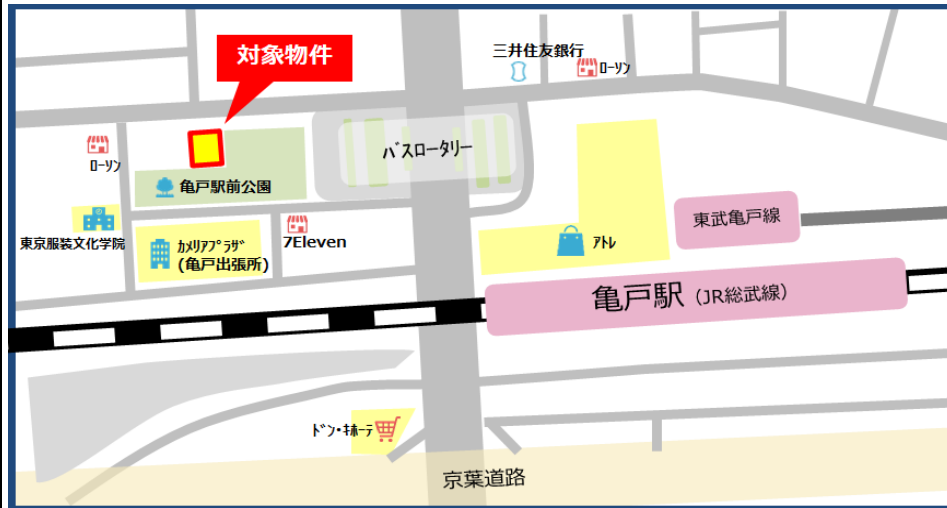 対象物件
三井住友銀行
ﾛｰｿﾝ
ﾛｰｿﾝ
ﾊﾞｽﾛｰﾀﾘｰ
亀戸駅前公園
東京服装文化学院
ｶﾒﾘｱﾌﾟﾗｻﾞ
(亀戸出張所)
7Eleven
ｱﾄﾚ
東武亀戸線
亀戸駅（JR総武線）
ﾄﾞﾝ・ｷﾎｰﾃ
京葉道路